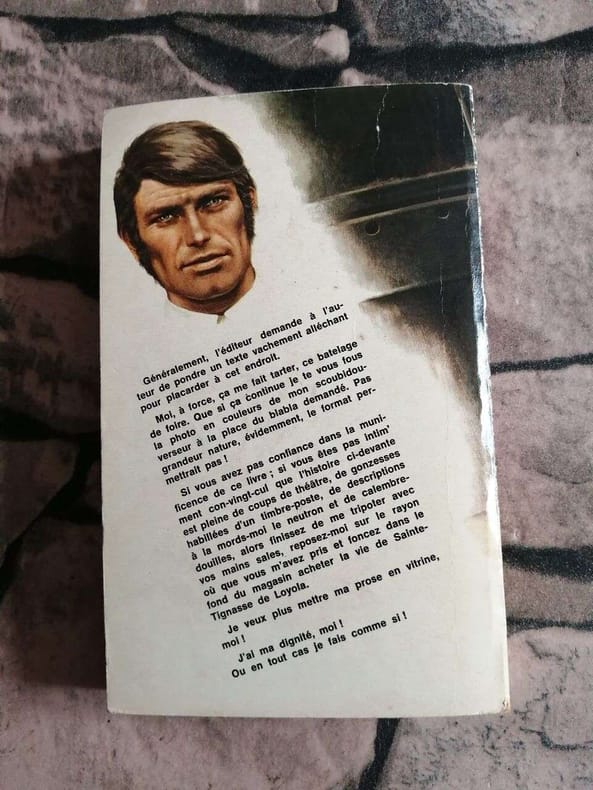 Généralement, l'éditeur demande à l'au-
teur de pondre un texte vachement alléchant
pour placarder à cet endroit.
Moi, à force, ça me fait tarter, ce batelage
de foire. Que si ça continue je te vous fous
la photo en couleurs de mon scoubidou-
verseur à la place du blabla demandé. Pas
grandeur nature, évidemment, le format per-
mettrait pas !
Si vous avez pas confiance dans la muni-
ficence de ce livre ; si vous êtes pas intim'
ment con-vingt-cul que l'histoire ci-devante
est pleine de coups de théâtre, de gonzesses
habillées d'un timbre-poste, de descriptions
à la mords-moi le neutron et de calembre-
douilles, alors finissez de me tripoter avec
vos mains sales, reposez-moi sur le rayon
où que vous m'avez pris et foncez dans le
fond du magasin acheter la vie de Sainte-
Tignasse de Loyola.
Je veux plus mettre ma prose en vitrine,
moi !
J'ai ma dignité, moi !
Ou en tout cas je fais comme si !